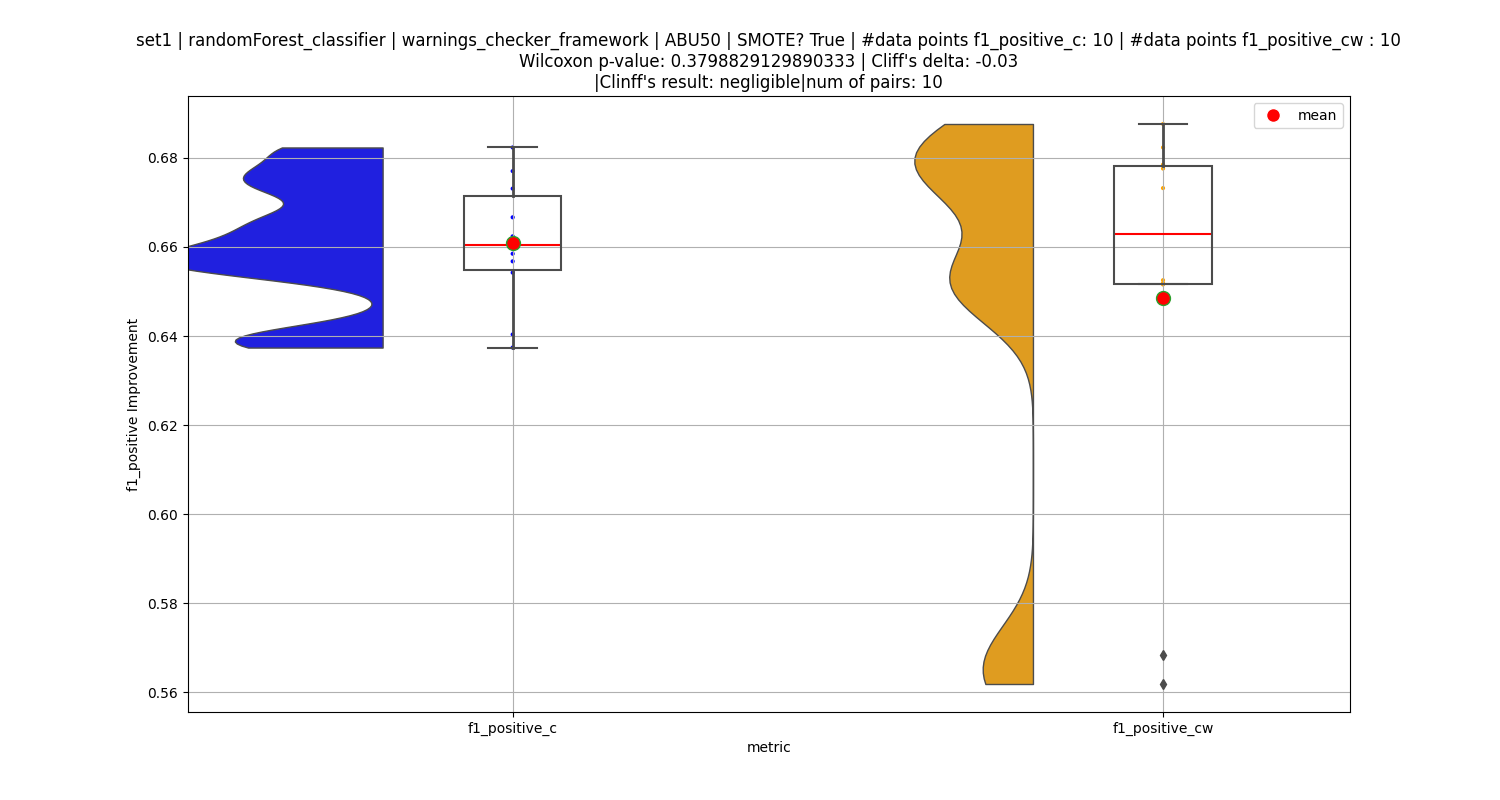 set1 | randomForest_classifier | warnings_checker_framework | ABU50 | SMOTE? True | #data points f1_positive_c: 10 | #data points f1_positive_cw : 10
Wilcoxon p-value: 0.3798829129890333 | Cliff's delta: -0.03
|Clinff's result: negligible|num of pairs: 10
mean
0.68
0.66
0.64
0.62
0.60
0.58
0.56
f1_positive Improvement
f1_positive_c
f1_positive_cw
metric